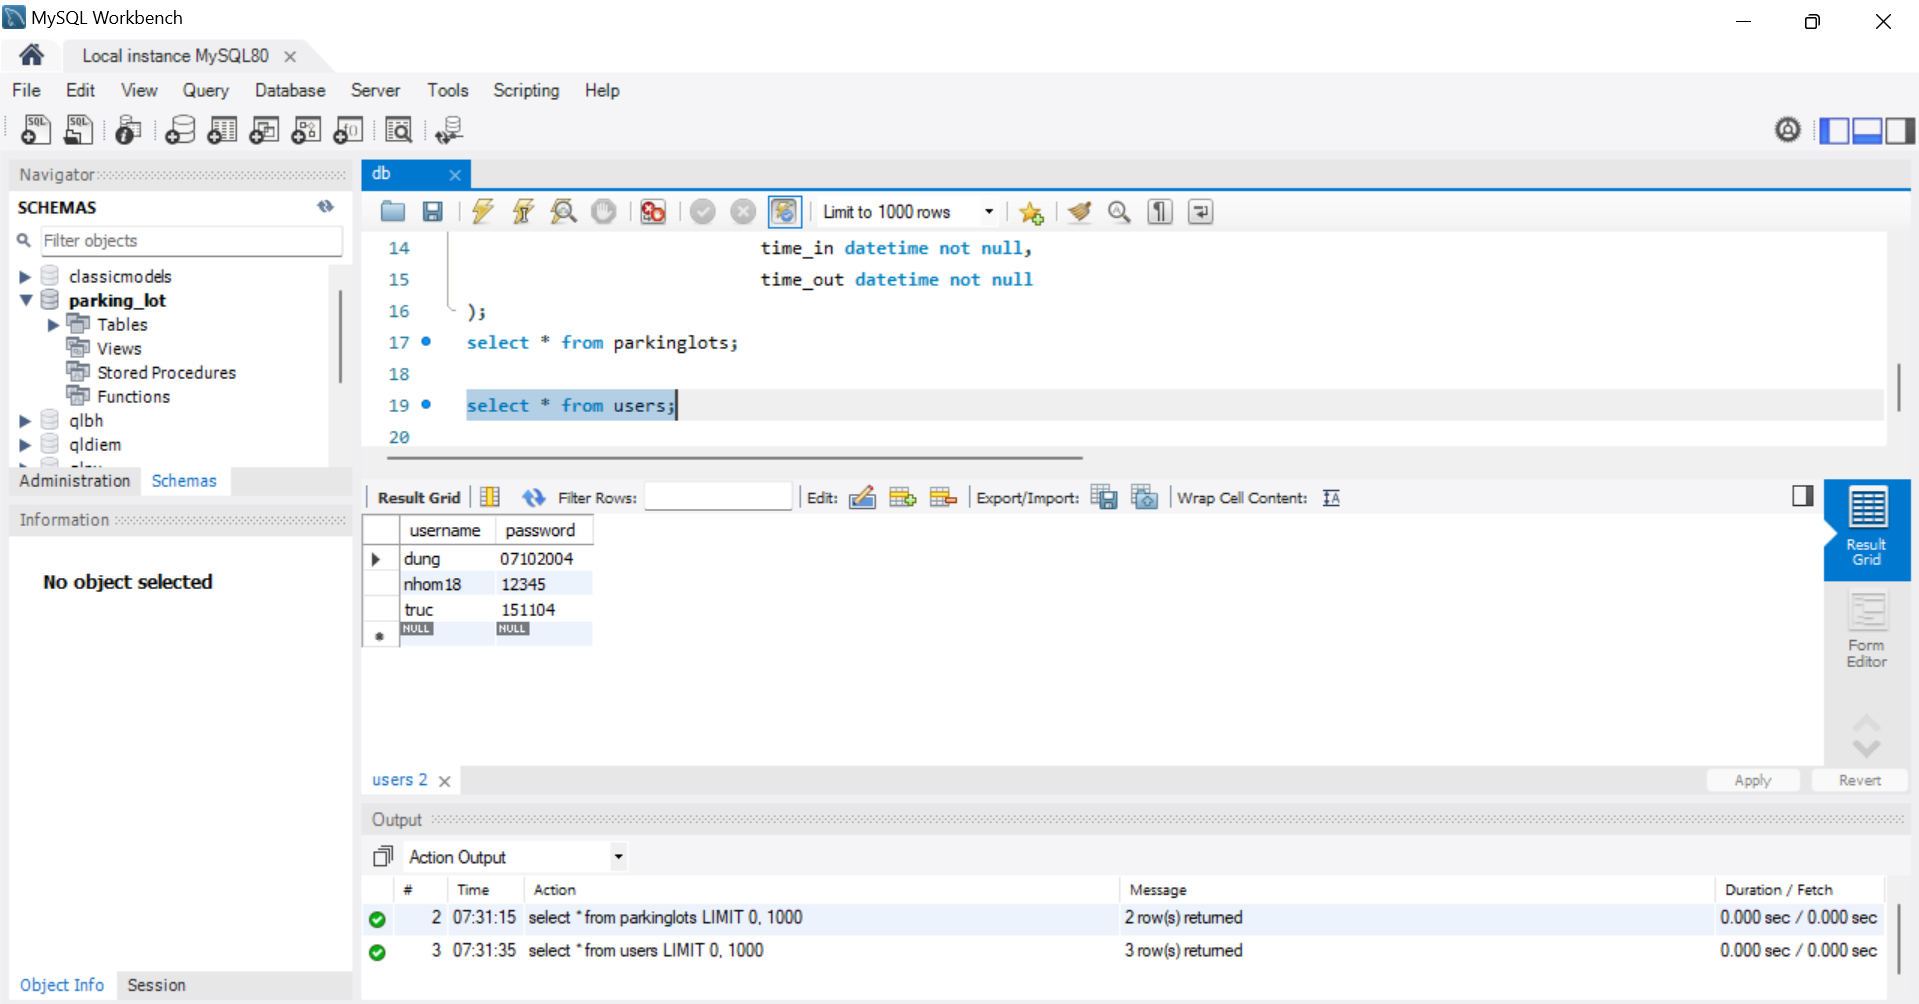 MySQL Workbench
Local instance MySQL80
File Edit View Query Database Server Tools Scripting Help
Navigator
SCHEMAS
Filter objects
classicmodels
parking_lot
Tables
Views
Stored Procedures
Functions
qlbh
qldiem
Administration Schemas
Information
No object selected
Object Info Session
db
Limit to 1000 rows
14 time_in datetime not null,
15 time_out datetime not null
16 );
17 select * from parkinglots;
18
19 select * from users;
20
Result Grid Filter Rows: Edit: Export/Import: Wrap Cell Content:
username password
dung 07102004
nhom18 12345
truc 151104
NULL NULL
Result
Grid
Form
Editor
users 2 Apply Revert
Output
Action Output
# Time Action Message Duration / Fetch
2 07:31:15 select * from parkinglots LIMIT 0, 1000 2 row(s) returned 0.000 sec / 0.000 sec
3 07:31:35 select * from users LIMIT 0, 1000 3 row(s) returned 0.000 sec / 0.000 sec